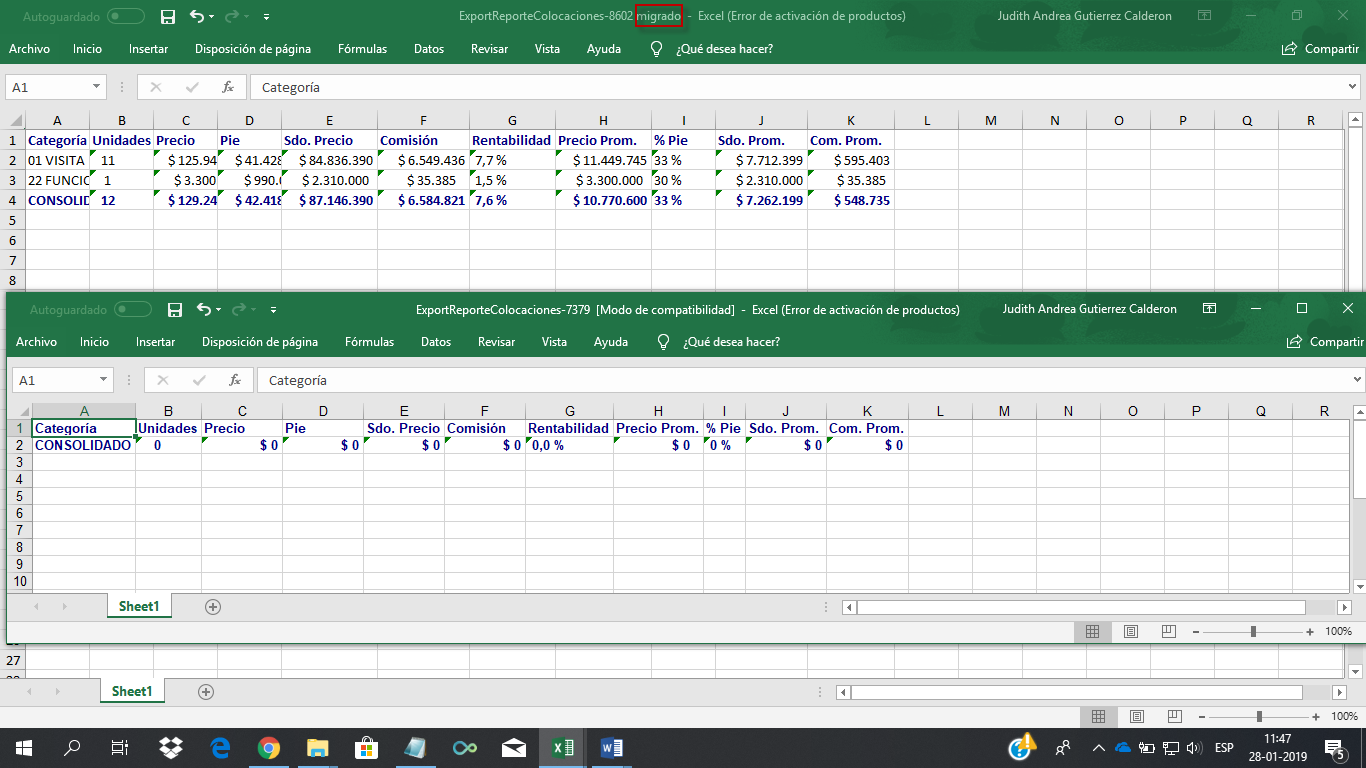 Autoguardado ExportReporteColocaciones-8602 migrado - Excel (Error de activación de productos) Judith Andrea Gutierrez Calderon
Archivo Inicio Insertar Disposición de página Fórmulas Datos Revisar Vista Ayuda ¿Qué desea hacer? Compartir
A1 fx Categoría
A B C D E F G H I J K L M N O P Q R
1 Categoría Unidades Precio Pie Sdo. Precio Comisión Rentabilidad Precio Prom. % Pie Sdo. Prom. Com. Prom.
2 01 VISITA 11 $ 125.94 $ 41.428 $ 84.836.390 $ 6.549.436 7,7 % $ 11.449.745 33 % $ 7.712.399 $ 595.403
3 22 FUNCIC 1 $ 3.300 $ 990.0 $ 2.310.000 $ 35.385 1,5 % $ 3.300.000 30 % $ 2.310.000 $ 35.385
4 CONSOLID 12 $ 129.24 $ 42.418 $ 87.146.390 $ 6.584.821 7,6 % $ 10.770.600 33 % $ 7.262.199 $ 548.735
5
6
7
8
Autoguardado ExportReporteColocaciones-7379 [Modo de compatibilidad] - Excel (Error de activación de productos) Judith Andrea Gutierrez Calderon
Archivo Inicio Insertar Disposición de página Fórmulas Datos Revisar Vista Ayuda ¿Qué desea hacer? Compartir
A1 fx Categoría
A B C D E F G H I J K L M N O P Q R
1 Categoría Unidades Precio Pie Sdo. Precio Comisión Rentabilidad Precio Prom. % Pie Sdo. Prom. Com. Prom.
2 CONSOLIDADO 0 $ 0 $ 0 $ 0 $ 0 0,0 % $ 0 0 % $ 0 $ 0
3
4
5
6
7
8
9
10
Sheet1
100%
27
Sheet1
100%
ESP 11:47
28-01-2019 5